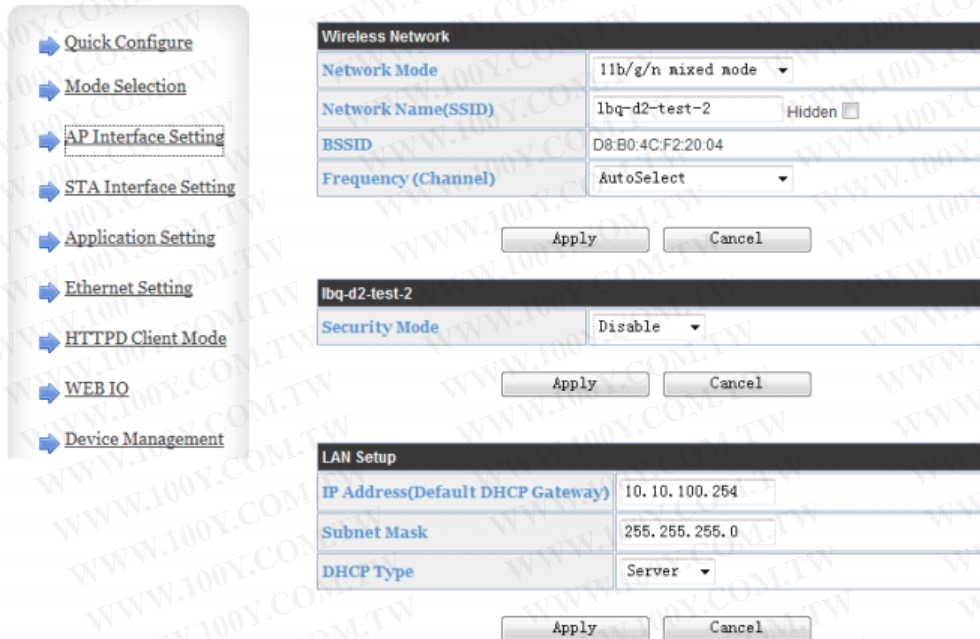 Quick Configure
Mode Selection
AP Interface Setting
STA Interface Setting
Application Setting
Ethernet Setting
HTTPD Client Mode
WEB IO
Device Management
Wireless Network
Network Mode 11b/g/n mixed mode
Network Name(SSID) lbq-d2-test-2 Hidden
BSSID D8:B0:4C:F2:20:04
Frequency (Channel) AutoSelect
Apply Cancel
lbq-d2-test-2
Security Mode Disable
Apply Cancel
LAN Setup
IP Address(Default DHCP Gateway) 10.10.100.254
Subnet Mask 255.255.255.0
DHCP Type Server
Apply Cancel
WWW.100Y.COM.TW